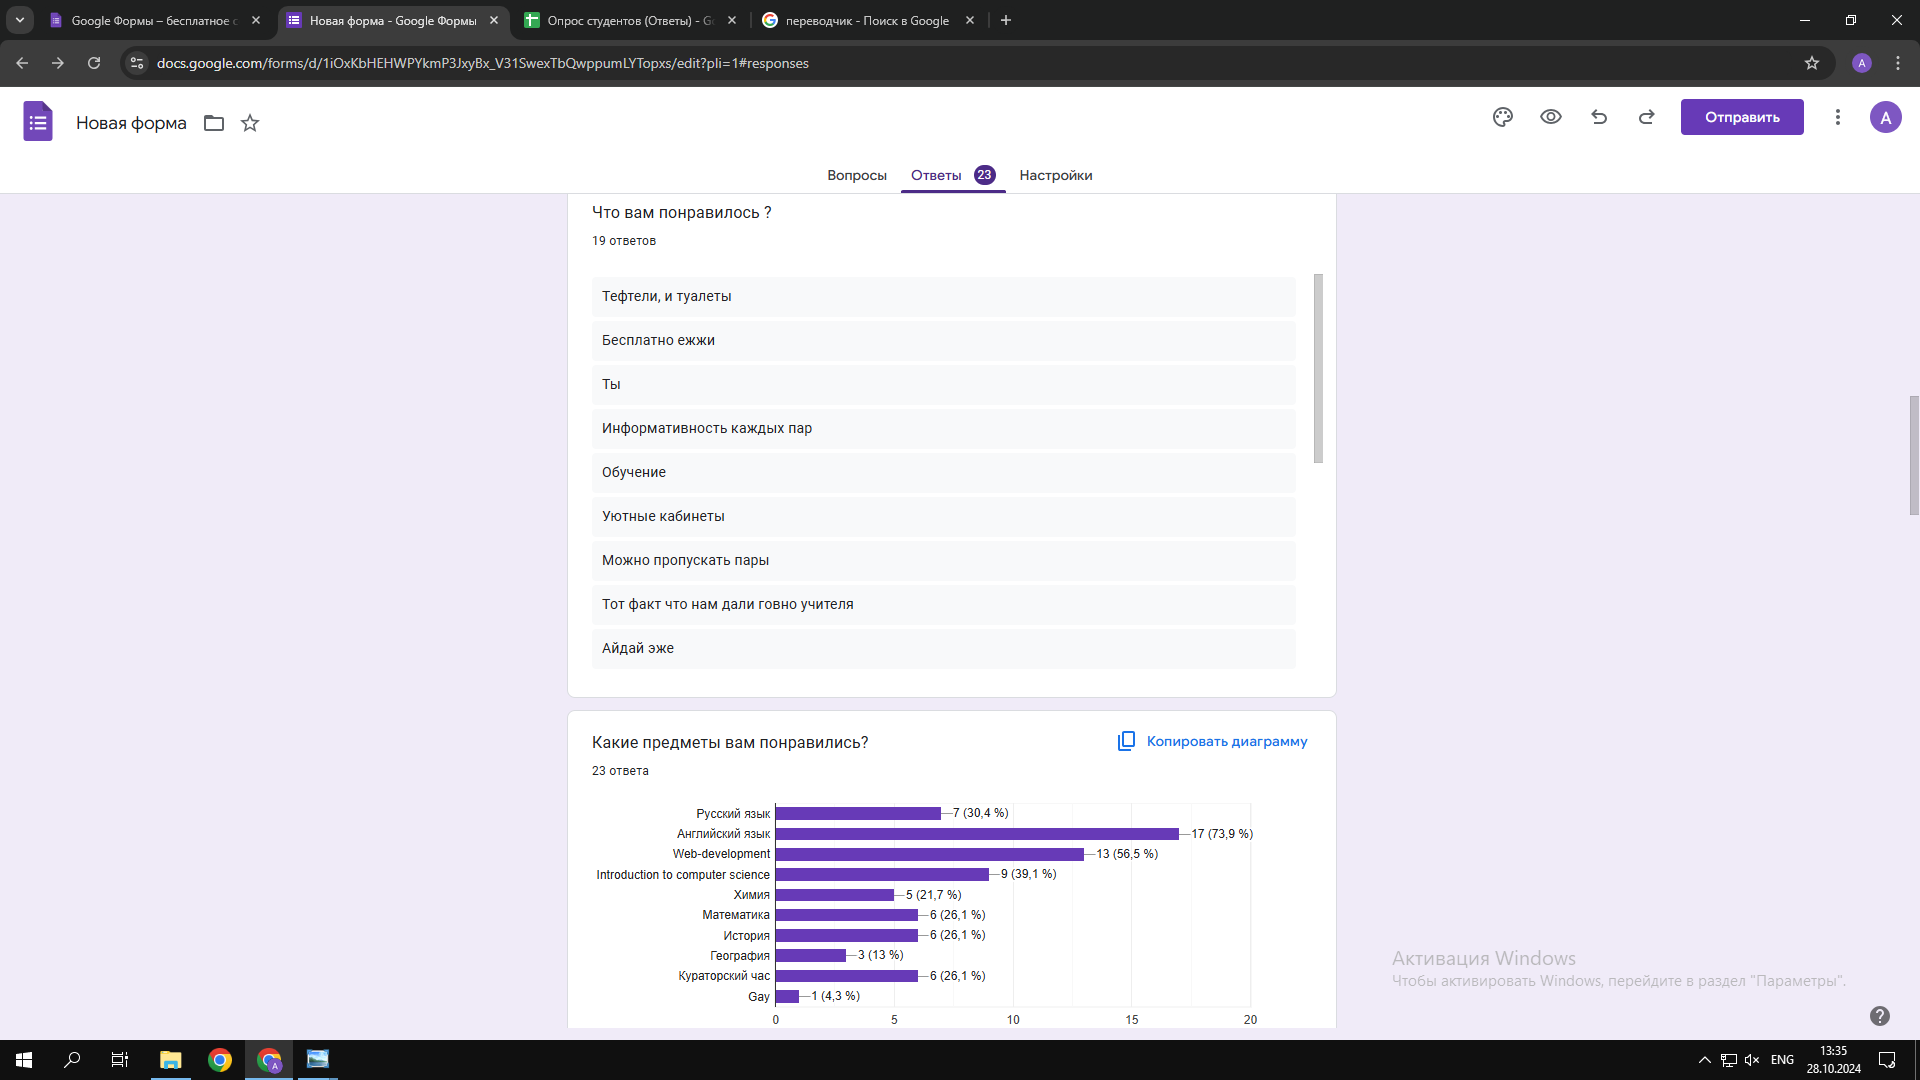 Google Формы – бесплатное с
Новая форма - Google Формы
Опрос студентов (Ответы) - Go
переводчик - Поиск в Google
docs.google.com/forms/d/1iOxKbHEHWPYkmP3JxyBx_V31SwexTbQwppumLYTopxs/edit?pli=1#responses
A
Новая форма
Отправить
A
Вопросы
Ответы 23
Настройки
Что вам понравилось ?
19 ответов
Тефтели, и туалеты
Бесплатно ежжи
Ты
Информативность каждых пар
Обучение
Уютные кабинеты
Можно пропускать пары
Тот факт что нам дали говно учителя
Айдай эже
Какие предметы вам понравились?
Копировать диаграмму
23 ответа
Русский язык 7 (30,4 %)
Английский язык 17 (73,9 %)
Web-development 13 (56,5 %)
Introduction to computer science 9 (39,1 %)
Химия 5 (21,7 %)
Математика 6 (26,1 %)
История 6 (26,1 %)
География 3 (13 %)
Кураторский час 6 (26,1 %)
Gay 1 (4,3 %)
0 5 10 15 20
Активация Windows
Чтобы активировать Windows, перейдите в раздел "Параметры".
A
ENG
13:35
28.10.2024